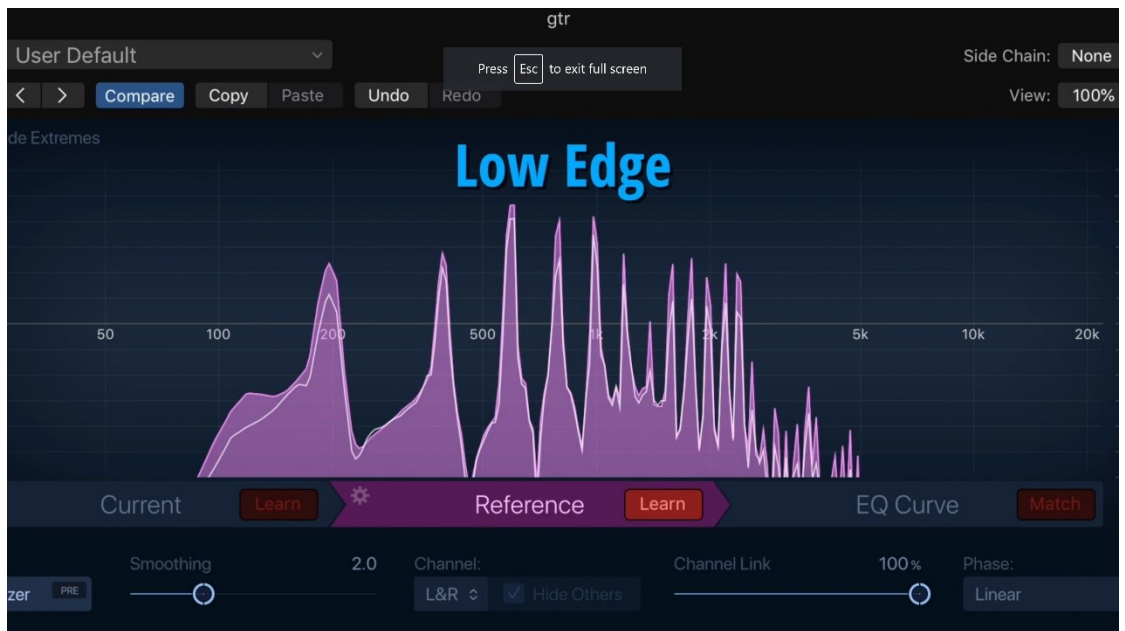 gtr
User Default
Side Chain: None
Press Esc to exit full screen
Compare Copy Paste Undo Redo
View: 100%
de Extremes
Low Edge
50 100 200 500 1k 2k 5k 10k 20k
Current Learn Reference Learn EQ Curve Match
Smoothing 2.0 Channel: Channel Link 100% Phase:
zer PRE L&R Hide Others Linear